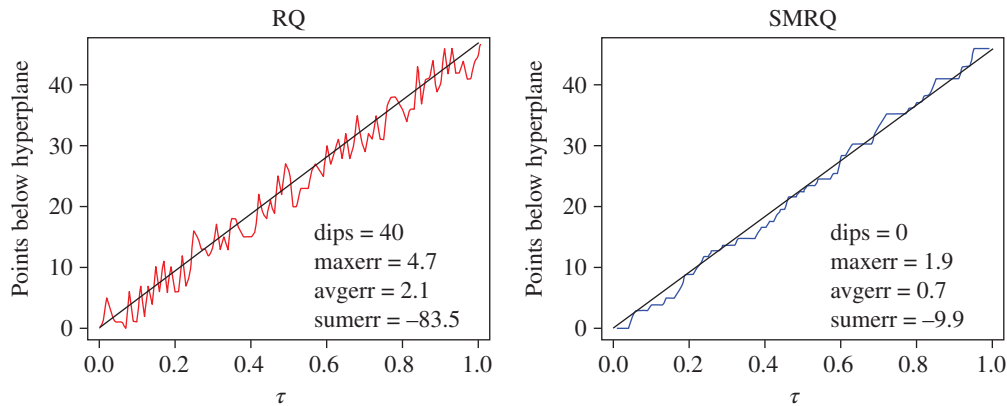 RQ
Points below hyperplane
40
30
20
10
0
dips = 40
maxerr = 4.7
avgerr = 2.1
sumerr = –83.5
0.0 0.2 0.4 0.6 0.8 1.0
τ
SMRQ
Points below hyperplane
40
30
20
10
0
dips = 0
maxerr = 1.9
avgerr = 0.7
sumerr = –9.9
0.0 0.2 0.4 0.6 0.8 1.0
τ